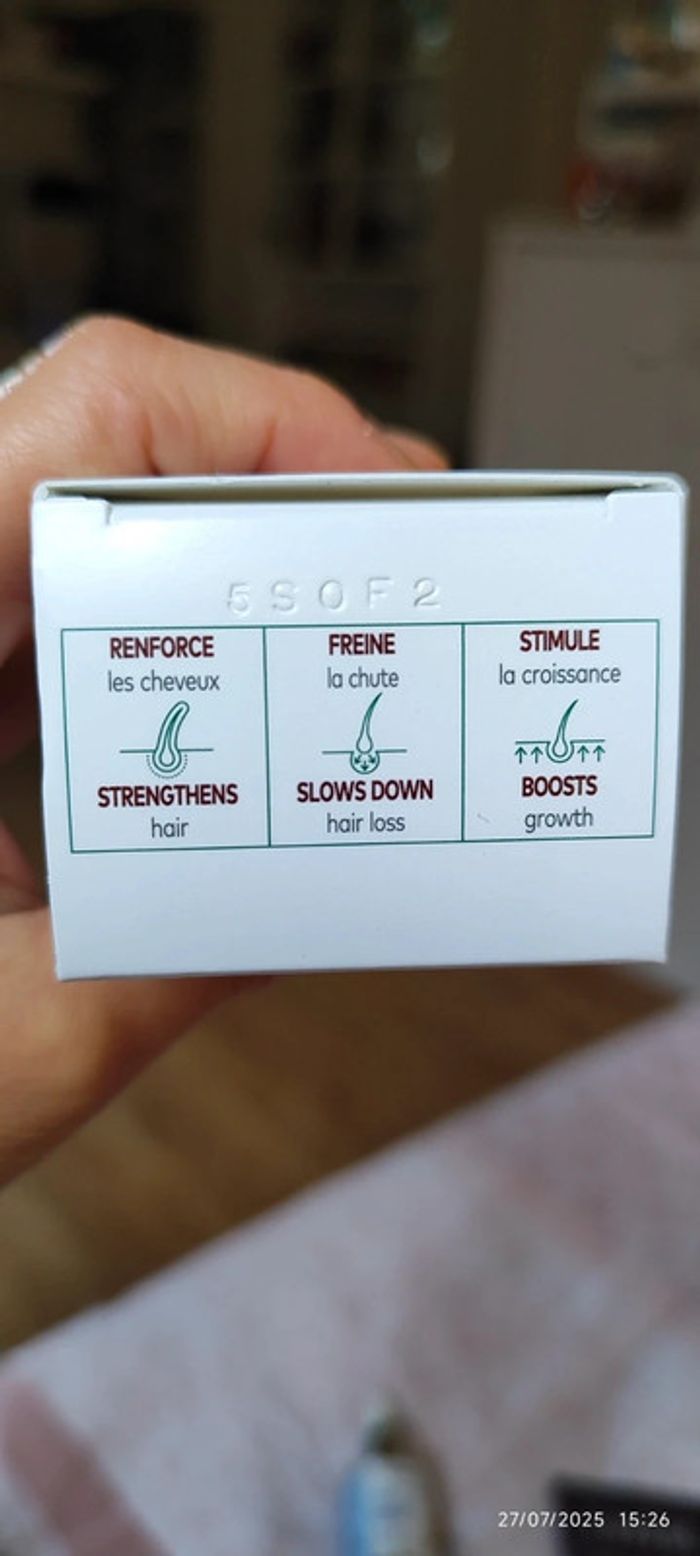 5SOF2
RENFORCE
les cheveux
STRENGTHENS
hair
FREINE
la chute
SLOWS DOWN
hair loss
STIMULE
la croissance
BOOSTS
growth
27/07/2025 15:26